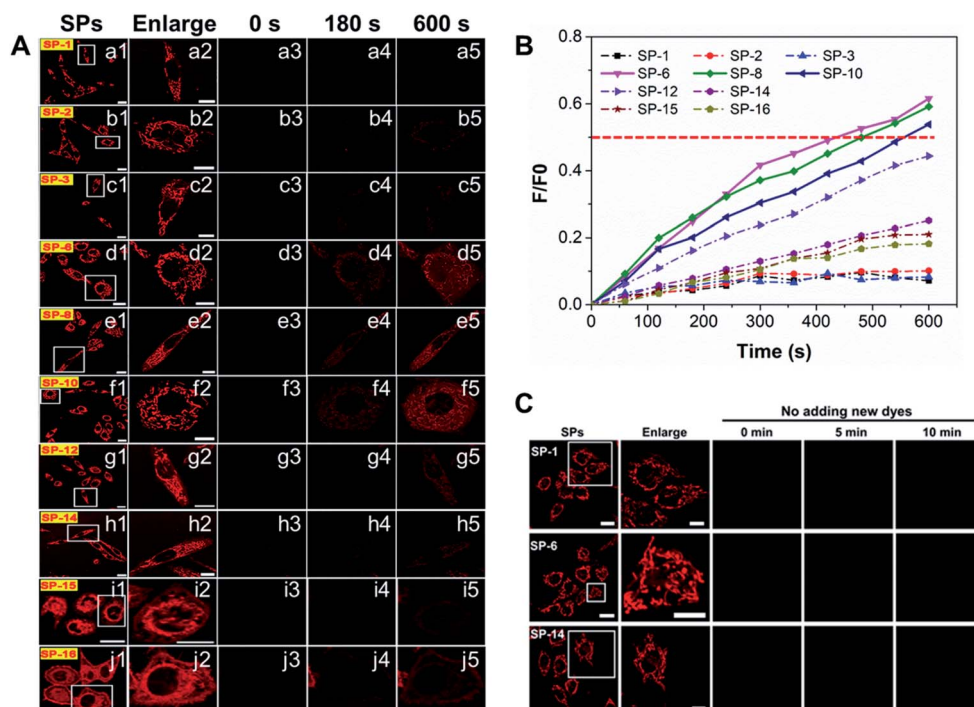 A
SPs Enlarge 0 s 180 s 600 s
SP-1 a1 a2 a3 a4 a5
SP-2 b1 b2 b3 b4 b5
SP-3 c1 c2 c3 c4 c5
SP-6 d1 d2 d3 d4 d5
SP-8 e1 e2 e3 e4 e5
SP-10 f1 f2 f3 f4 f5
SP-12 g1 g2 g3 g4 g5
SP-14 h1 h2 h3 h4 h5
SP-15 i1 i2 i3 i4 i5
SP-16 j1 j2 j3 j4 j5
B
SP-1 SP-2 SP-3
SP-6 SP-8 SP-10
SP-12 SP-14
SP-15 SP-16
F/F0
0.8
0.6
0.4
0.2
0.0
0 100 200 300 400 500 600
Time (s)
C
No adding new dyes
SPs Enlarge 0 min 5 min 10 min
SP-1
SP-6
SP-14